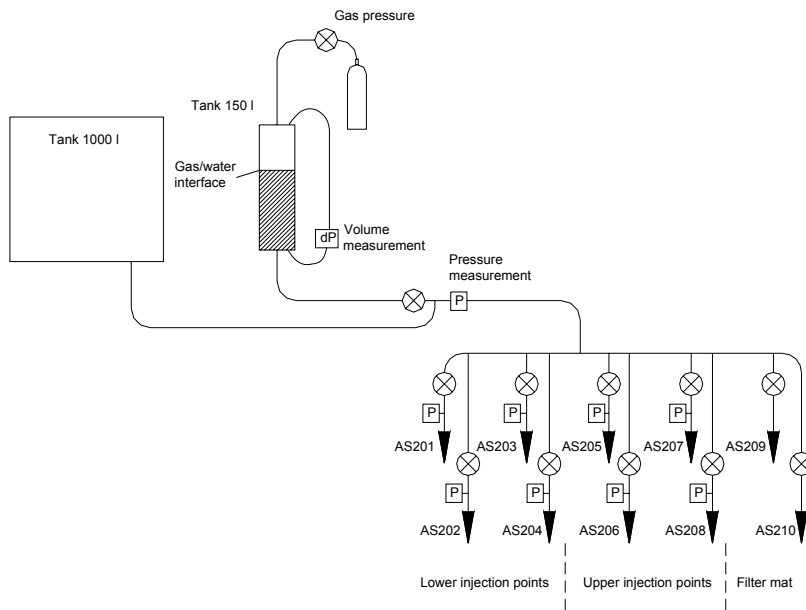 Gas pressure
Tank 150 l
Tank 1000 l
Gas/water
interface
dP
Volume
measurement
Pressure
measurement
P
P
P
P
P
AS201
AS203
AS205
AS207
AS209
P
P
P
P
AS202
AS204
AS206
AS208
AS210
Lower injection points
Upper injection points
Filter mat